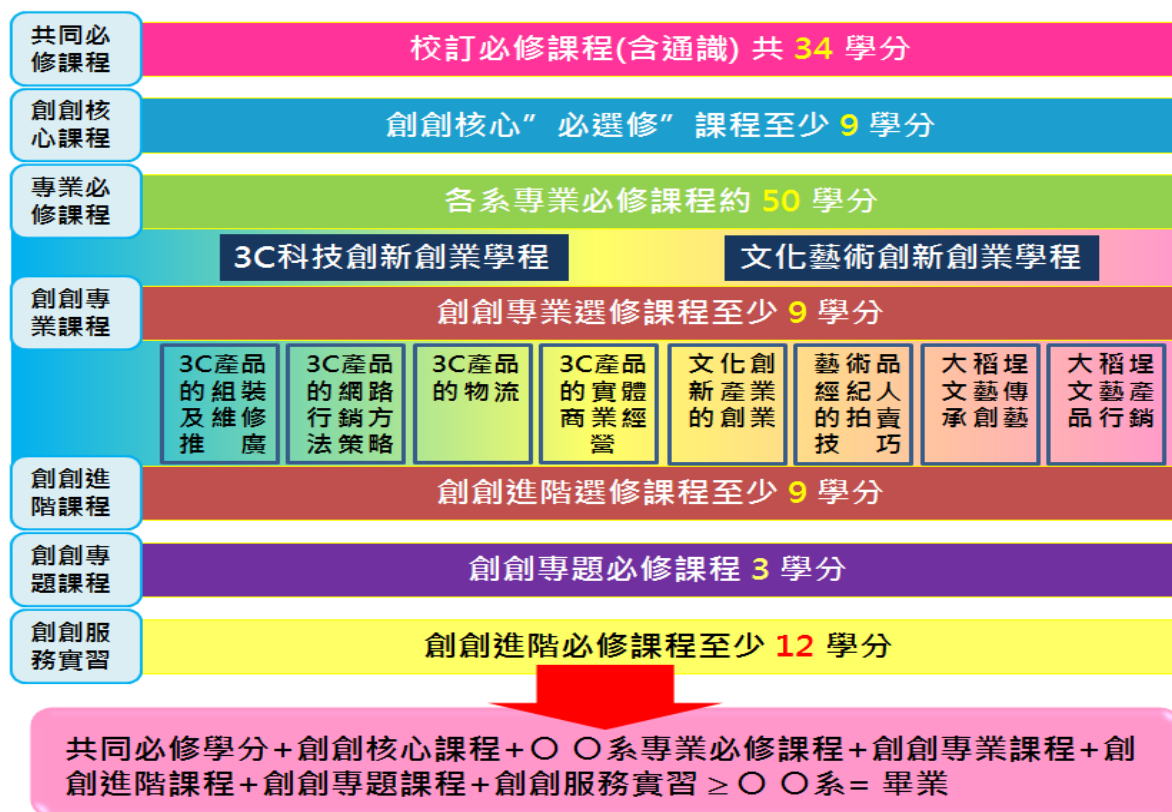 共同必
修課程
校訂必修課程(含通識) 共 34 學分
創創核
心課程
創創核心”必選修”課程至少 9 學分
專業必
修課程
各系專業必修課程約 50 學分
3C科技創新創業學程
文化藝術創新創業學程
創創專
業課程
創創專業選修課程至少 9 學分
3C產品
的組裝
及維修
推廣
3C產品
的網路
行銷方
法策略
3C產品
的物流
3C產品
的實體
商業經
營
文化創
新產業
的創業
藝術品
經紀人
的拍賣
技巧
大稻埕
文藝傳
承創藝
大稻埕
文藝產
品行銷
創創進
階課程
創創進階選修課程至少 9 學分
創創專
題課程
創創專題必修課程 3 學分
創創服
務實習
創創進階必修課程至少 12 學分
共同必修學分+創創核心課程+〇 〇系專業必修課程+創創專業課程+創
創進階課程+創創專題課程+創創服務實習 ≥ 〇 〇系= 畢業